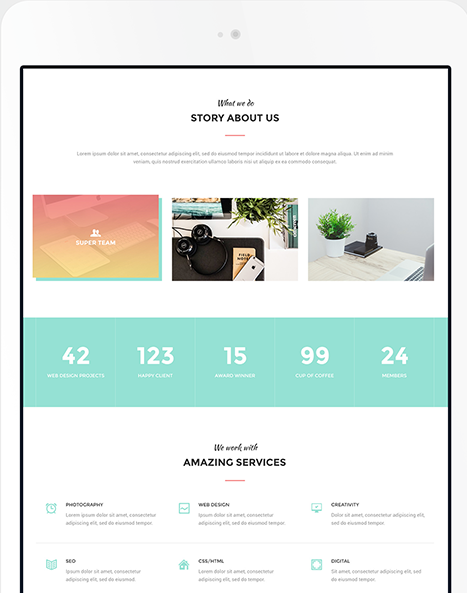 What we do
STORY ABOUT US
Lorem ipsum dolor sit amet, consectetur adipiscing elit, sed do eiusmod tempor incididunt ut labore et dolore magna aliqua. Ut enim ad minim
veniam, quis nostrud exercitation ullamco laboris nisi ut aliquip ex ea commodo consequat.
SUPER TEAM
FIELD NOTES
42 123 15 99 24
WEB DESIGN PROJECTS HAPPY CLIENT AWARD WINNER CUP OF COFFEE MEMBERS
We work with
AMAZING SERVICES
PHOTOGRAPHY WEB DESIGN CREATIVITY
Lorem ipsum dolor sit amet, consectetur Lorem ipsum dolor sit amet, consectetur Dolor sit amet, consectetur adipiscing elit,
adipiscing elit, sed do eiusmod tempor. adipiscing elit, sed do eiusmod tempor. sed do eiusmod tempor.
SEO CSS/HTML DIGITAL
Lorem ipsum dolor sit amet, consectetur Lorem ipsum dolor sit amet, consectetur Sit amet, consectetur adipiscing elit, sed do
adipiscing elit, sed do eiusmod. adipiscing elit, sed do eiusmod tempor. eiusmod tempor.